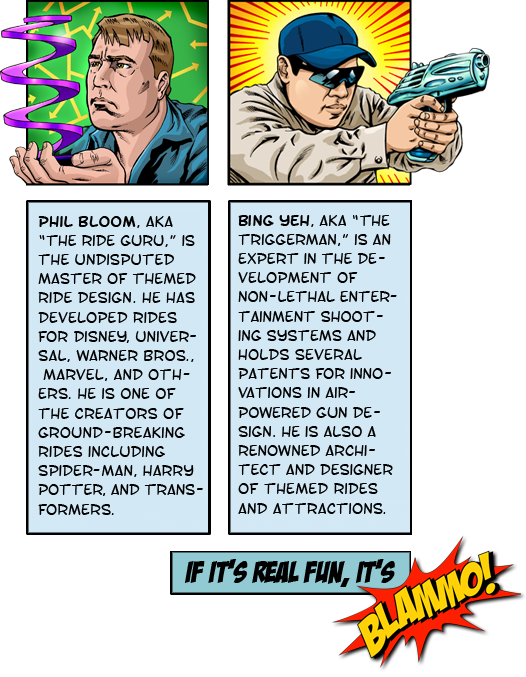 PHIL BLOOM, AKA
"THE RIDE GURU," IS
THE UNDISPUTED
MASTER OF THEMED
RIDE DESIGN. HE HAS
DEVELOPED RIDES
FOR DISNEY, UNIVER-
SAL, WARNER BROS.,
MARVEL, AND OTH-
ERS. HE IS ONE OF
THE CREATORS OF
GROUND-BREAKING
RIDES INCLUDING
SPIDER-MAN, HARRY
POTTER, AND TRANS-
FORMERS.
BING YEH, AKA "THE
TRIGGERMAN," IS AN
EXPERT IN THE DE-
VELOPMENT OF
NON-LETHAL ENTER-
TAINMENT SHOOT-
ING SYSTEMS AND
HOLDS SEVERAL
PATENTS FOR INNO-
VATIONS IN AIR-
POWERED GUN DE-
SIGN. HE IS ALSO A
RENOWNED ARCHI-
TECT AND DESIGNER
OF THEMED RIDES
AND ATTRACTIONS.
IF IT'S REAL FUN, IT'S
BLAMMO!